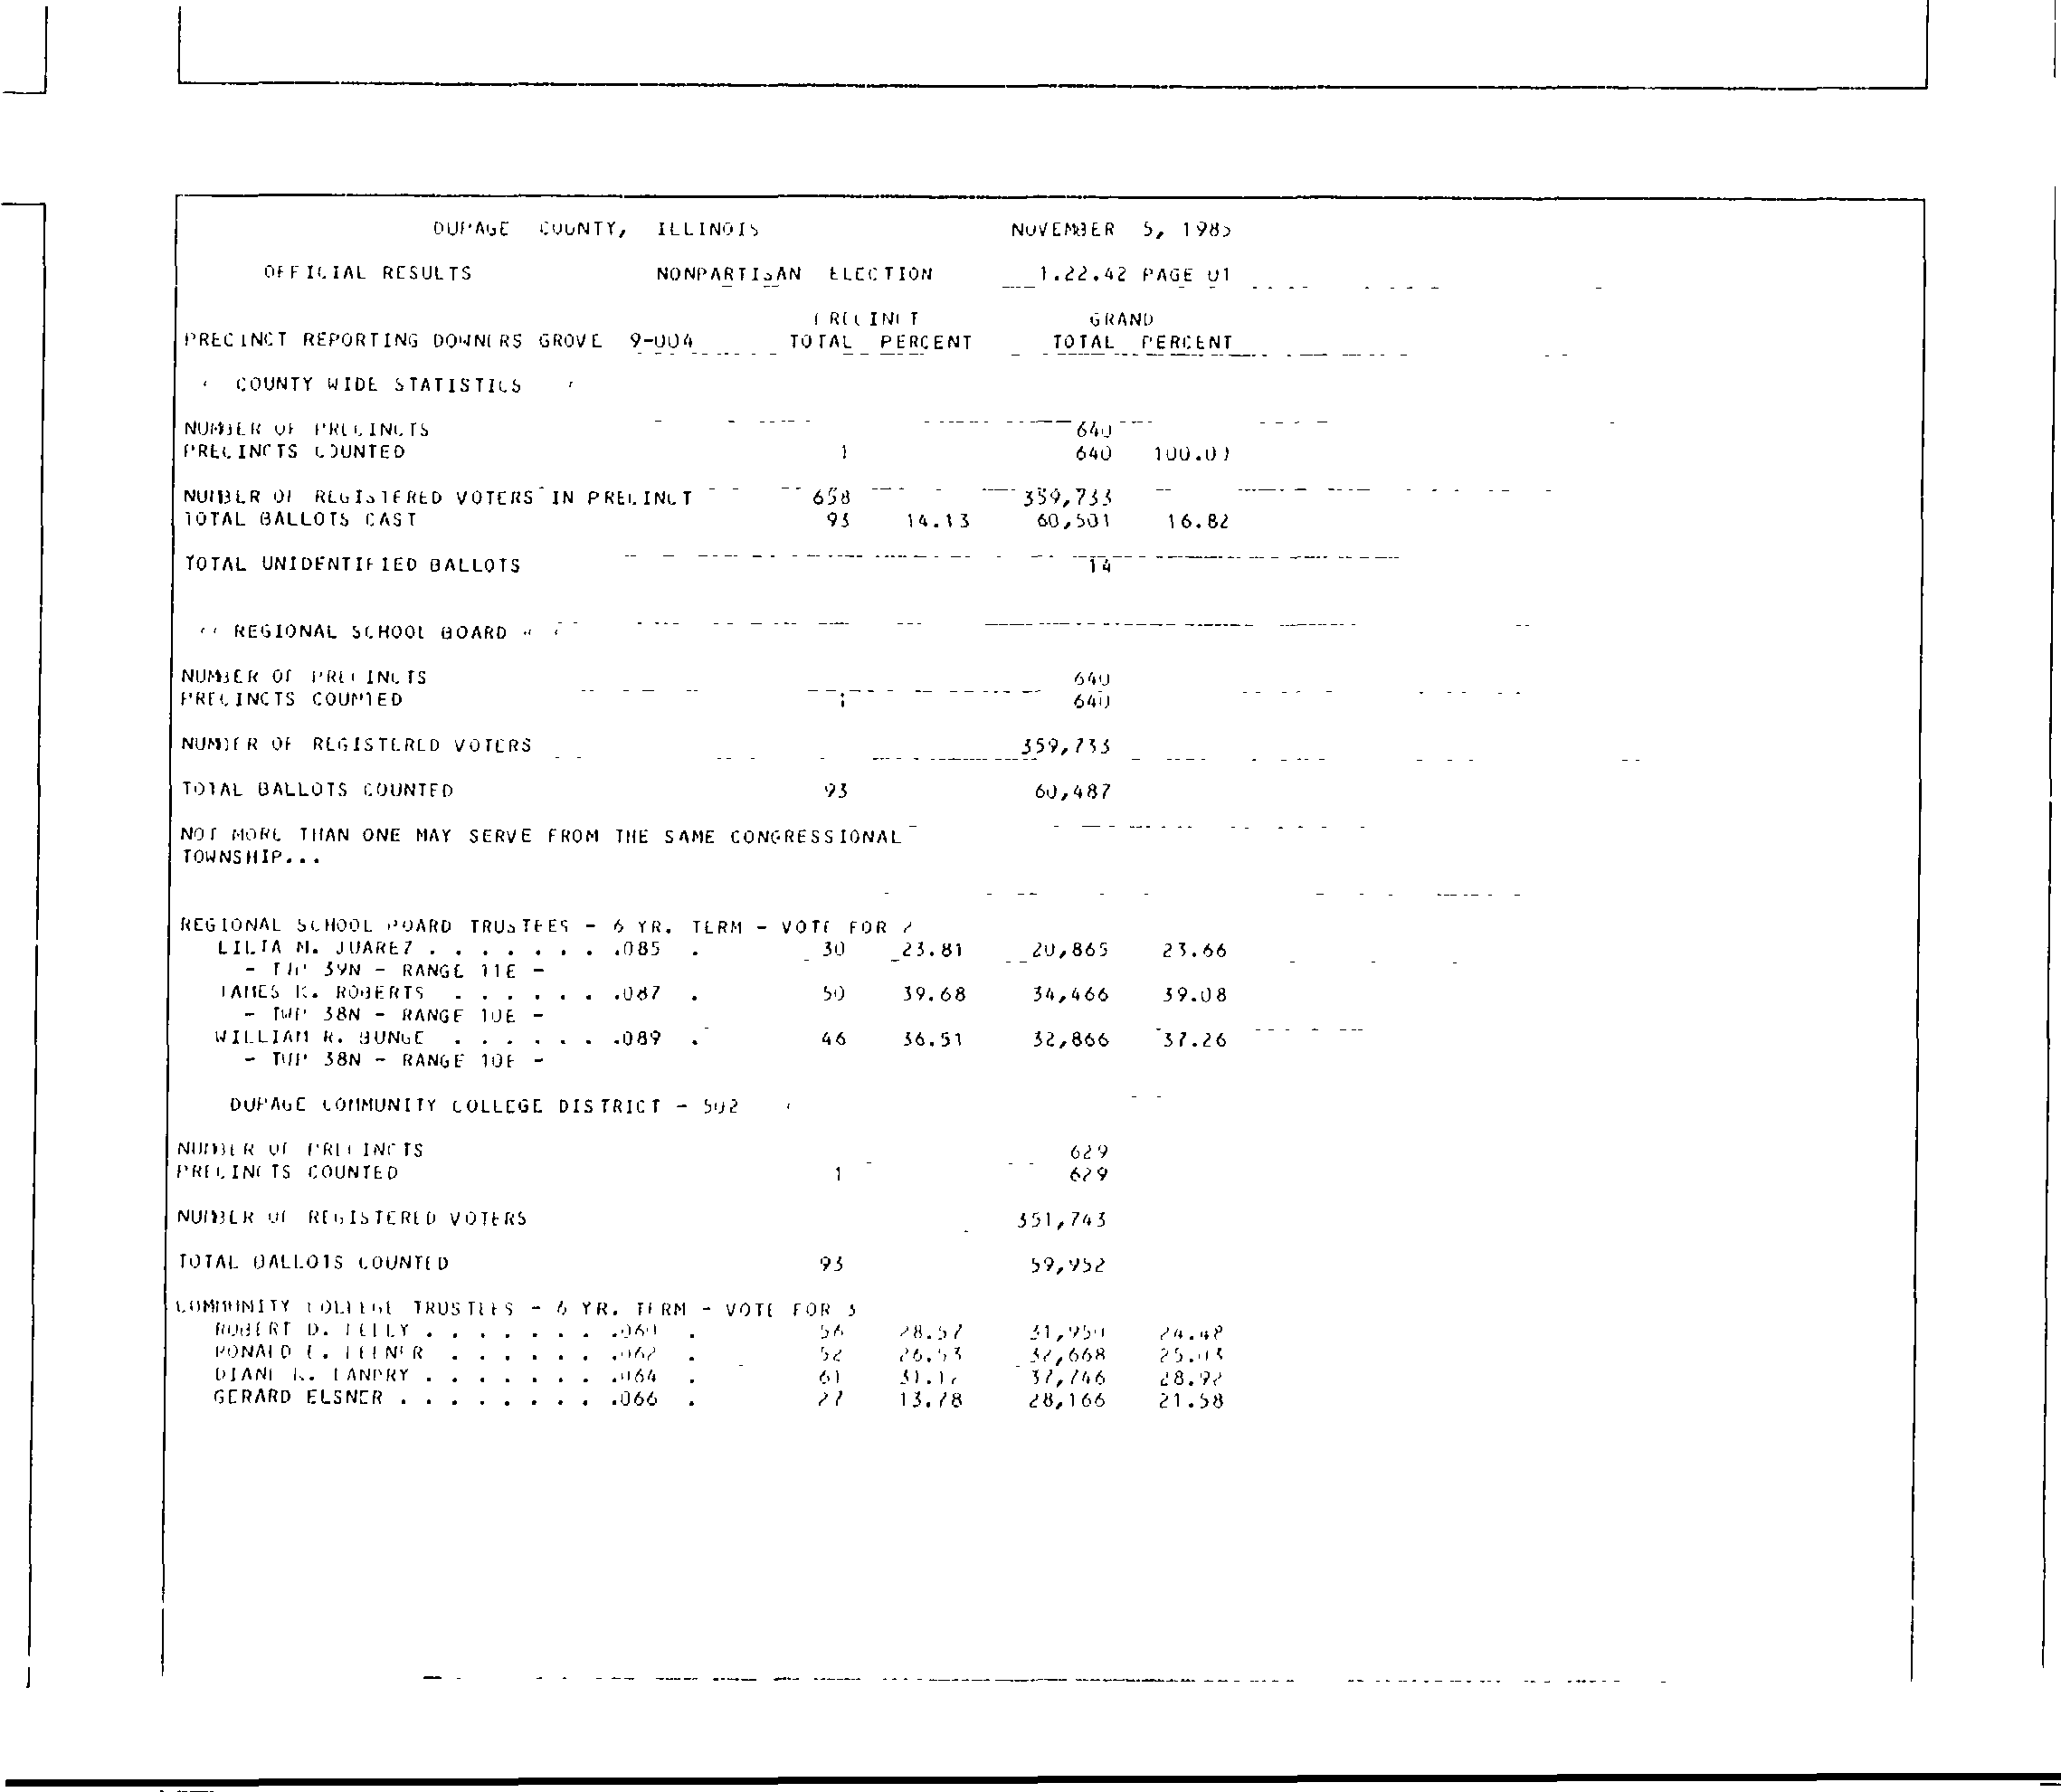 DUPAGE COUNTY, ILLINOIS NOVEMBER 5, 1985
OFFICIAL RESULTS NONPARTISAN ELECTION 1.22.42 PAGE 01
PRECINCT GRAND
PRECINCT REPORTING DOWNERS GROVE 9-004 TOTAL PERCENT TOTAL PERCENT
COUNTY WIDE STATISTICS
NUMBER OF PRECINCTS 640
PRECINCTS COUNTED 1 640 100.00
NUMBER OF REGISTERED VOTERS IN PRECINCT 658 359,733
TOTAL BALLOTS CAST 93 14.13 60,501 16.82
TOTAL UNIDENTIFIED BALLOTS 14
REGIONAL SCHOOL BOARD
NUMBER OF PRECINCTS 640
PRECINCTS COUNTED 1 640
NUMBER OF REGISTERED VOTERS 359,733
TOTAL BALLOTS COUNTED 93 60,487
NOT MORE THAN ONE MAY SERVE FROM THE SAME CONGRESSIONAL
TOWNSHIP...
REGIONAL SCHOOL BOARD TRUSTEES - 6 YR. TERM - VOTE FOR 2
LILIA M. JUAREZ . . . . . . . .085 . 30 23.81 20,865 23.66
- TWP 39N - RANGE 11E -
JAMES R. ROBERTS . . . . . . .087 . 50 39.68 34,466 39.08
- TWP 38N - RANGE 10E -
WILLIAM R. BUNGE . . . . . . .089 . 46 36.51 32,866 37.26
- TWP 38N - RANGE 10E -
DUPAGE COMMUNITY COLLEGE DISTRICT - 502
NUMBER OF PRECINCTS 629
PRECINCTS COUNTED 1 629
NUMBER OF REGISTERED VOTERS 351,743
TOTAL BALLOTS COUNTED 93 59,952
COMMUNITY COLLEGE TRUSTEES - 6 YR. TERM - VOTE FOR 3
ROBERT D. . . . . . . . .060 . 56 28.57 24.48
RONALD E. . . . . . . .062 . 52 26.53 32,668 25.03
DIANE K. LANDRY . . . . . . . .064 . 61 31.12 37,746 28.92
GERARD ELSNER . . . . . . . . .066 . 27 13.78 28,166 21.58